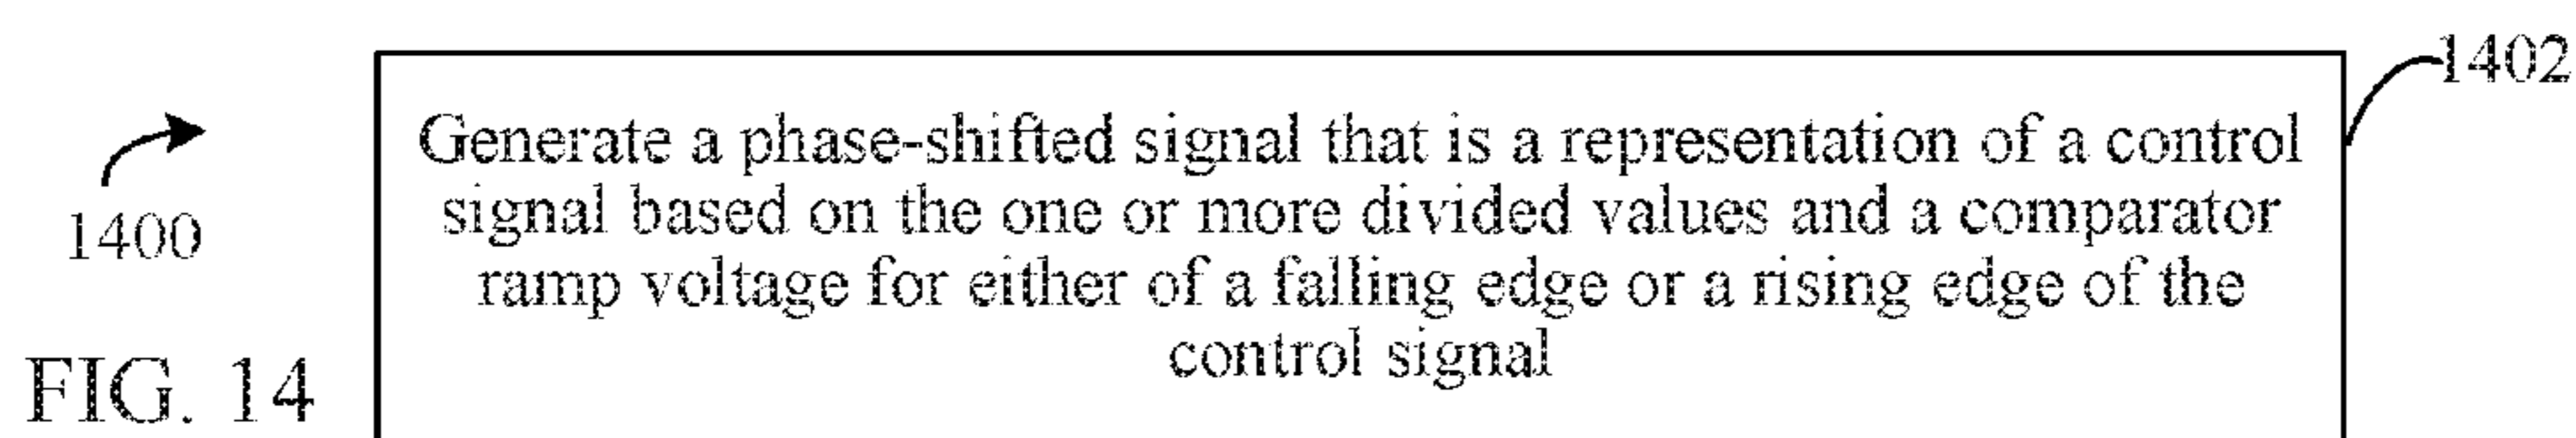 1402
Generate a phase-shifted signal that is a representation of a control
signal based on the one or more divided values and a comparator
ramp voltage for either of a falling edge or a rising edge of the
control signal
1400
FIG. 14